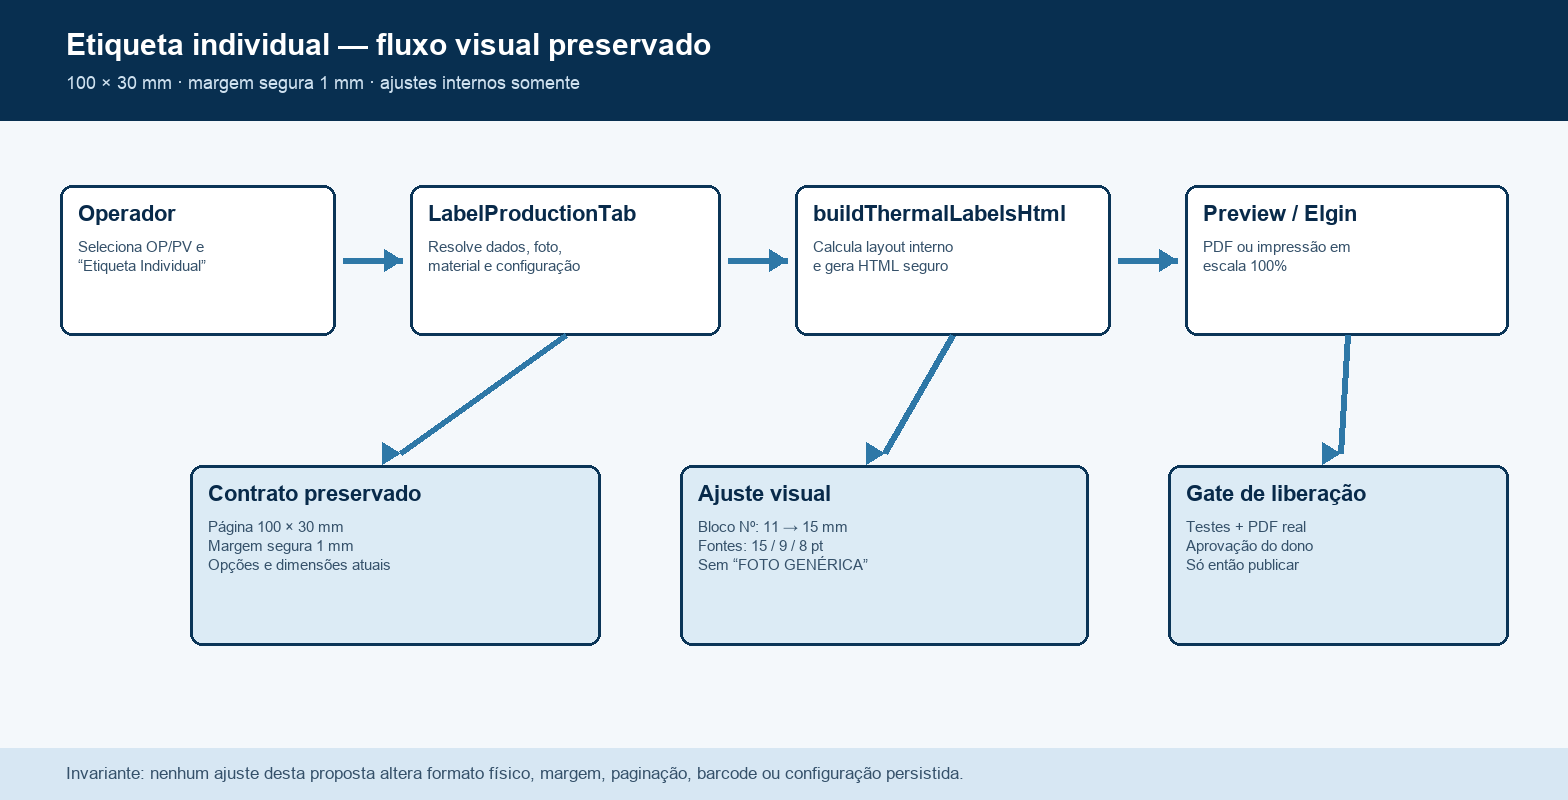 Etiqueta individual — fluxo visual preservado
100 × 30 mm · margem segura 1 mm · ajustes internos somente
Operador
Seleciona OP/PV e
“Etiqueta Individual”
LabelProductionTab
Resolve dados, foto,
material e configuração
buildThermalLabelsHtml
Calcula layout interno
e gera HTML seguro
Preview / Elgin
PDF ou impressão em
escala 100%
Contrato preservado
Página 100 × 30 mm
Margem segura 1 mm
Opções e dimensões atuais
Ajuste visual
Bloco Nº: 11 → 15 mm
Fontes: 15 / 9 / 8 pt
Sem “FOTO GENÉRICA”
Gate de liberação
Testes + PDF real
Aprovação do dono
Só então publicar
Invariante: nenhum ajuste desta proposta altera formato físico, margem, paginação, barcode ou configuração persistida.